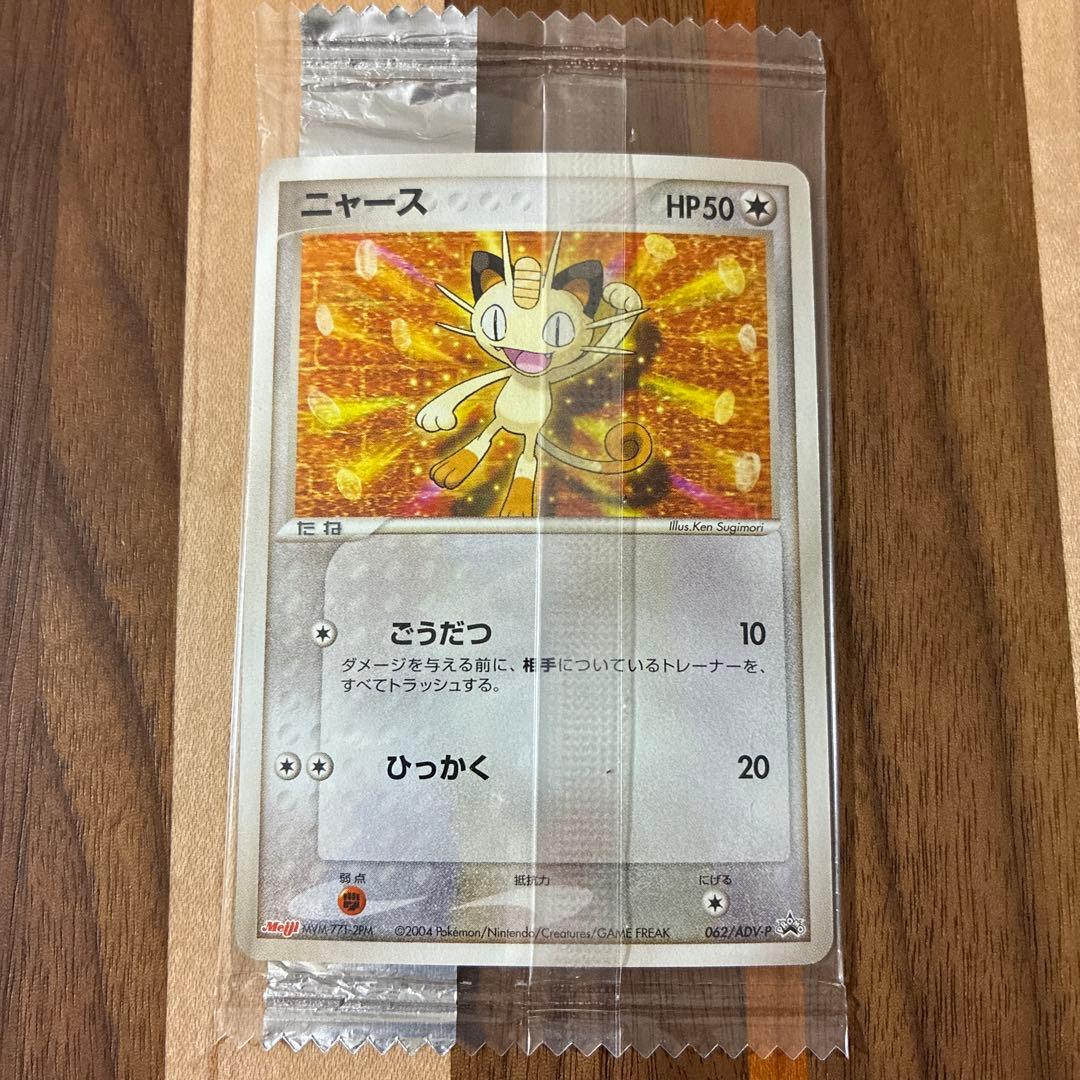 ニャース HP50
たね Illus.Ken Sugimori
ごうだつ 10
ダメージを与える前に、相手についているトレーナーを、
すべてトラッシュする。
ひっかく 20
弱点 抵抗力 にげる
Meiji MVM-771-2PM ©2004 Pokémon/Nintendo/Creatures/GAME FREAK 062/ADV-P